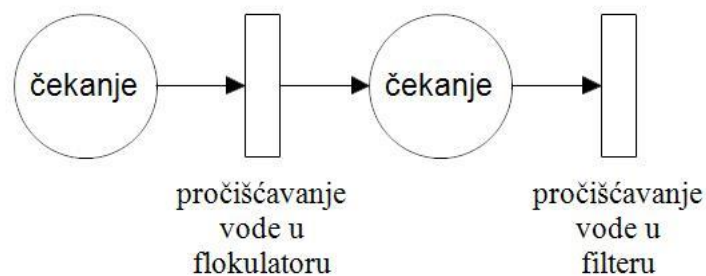 čekanje
čekanje
pročišćavanje
vode u
flokulatoru
pročišćavanje
vode u
filteru